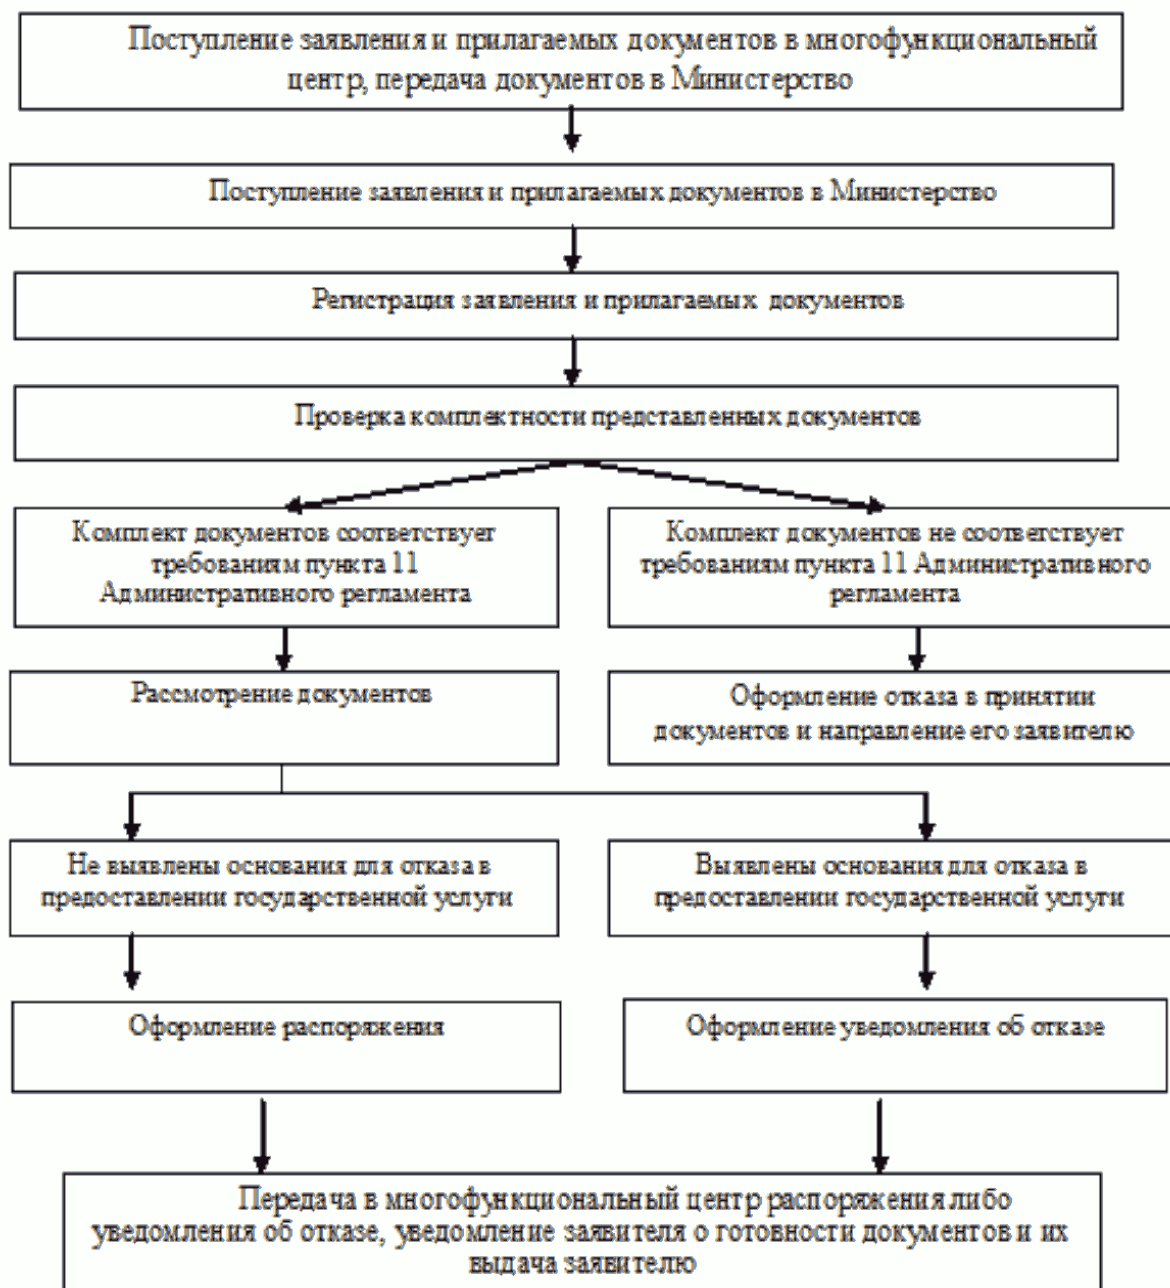 Поступление заявления и прилагаемых документов в многофункциональный
центр, передача документов в Министерство
Поступление заявления и прилагаемых документов в Министерство
Регистрация заявления и прилагаемых документов
Проверка комплектности представленных документов
Комплект документов соответствует
требованиям пункта 11
Административного регламента
Комплект документов не соответствует
требованиям пункта 11 Административного
регламента
Рассмотрение документов
Оформление отказа в принятии
документов и направление его заявителю
Не выявлены основания для отказа в
предоставлении государственной услуги
Выявлены основания для отказа в
предоставлении государственной услуги
Оформление распоряжения
Оформление уведомления об отказе
Передача в многофункциональный центр распоряжения либо
уведомления об отказе, уведомление заявителя о готовности документов и их
выдача заявителю